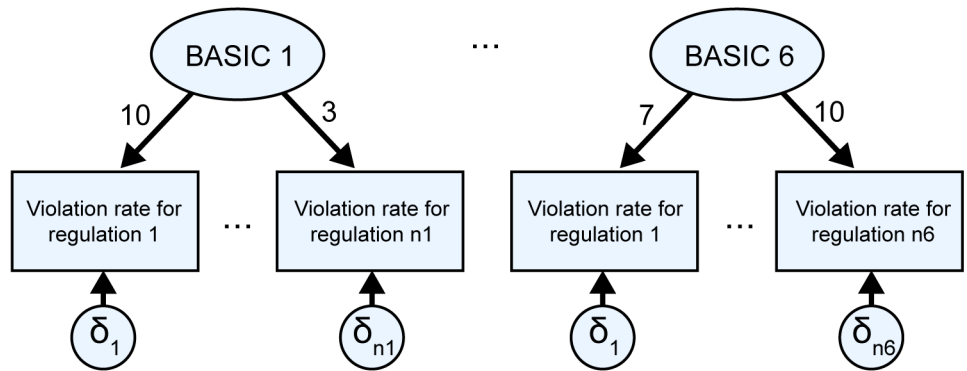 BASIC 1
...
BASIC 6
10
3
7
10
Violation rate for
regulation 1
...
Violation rate for
regulation n1
Violation rate for
regulation 1
...
Violation rate for
regulation n6
δ1
δn1
δ1
δn6